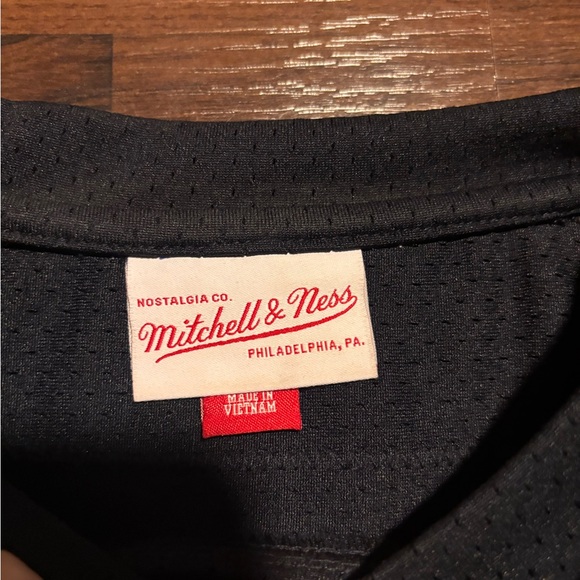 NOSTALGIA CO.
Mitchell & Ness
PHILADELPHIA, PA.
MADE IN
VIETNAM